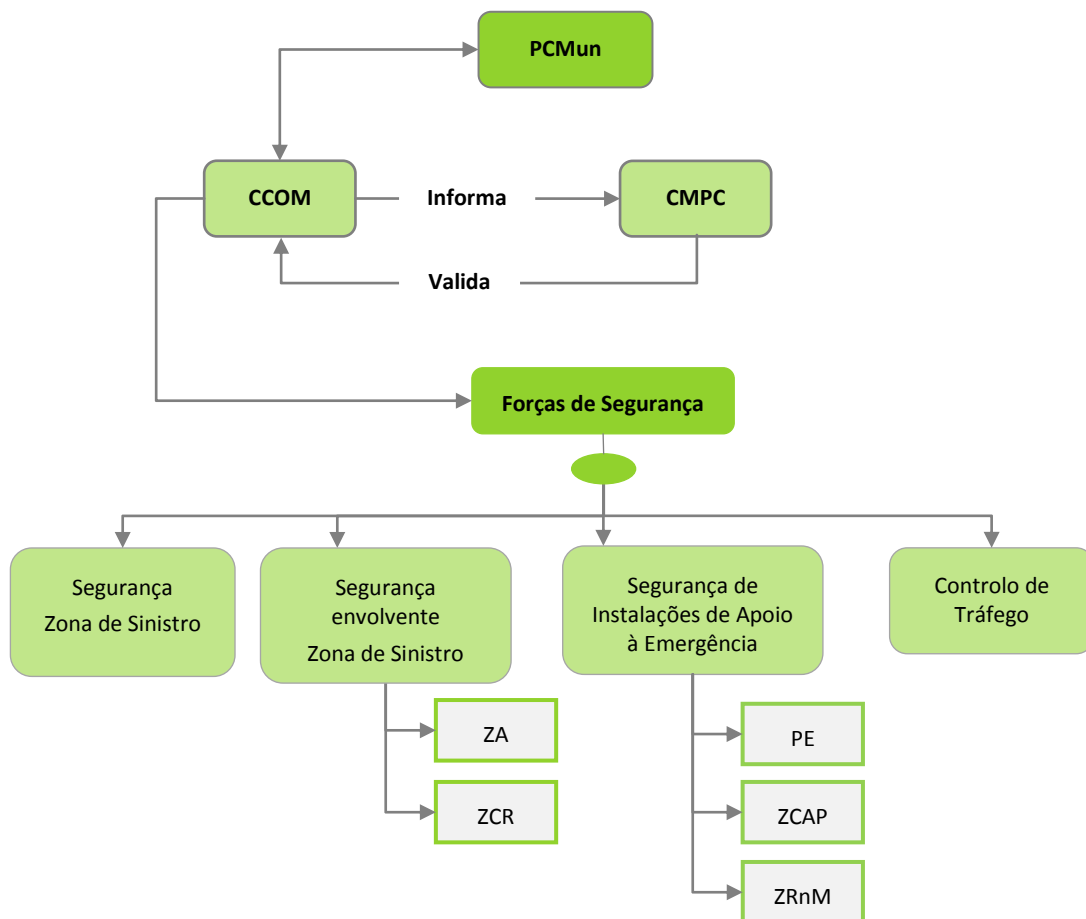 PCMun
CCOM
Informa
CMPC
Valida
Forças de Segurança
Segurança
Zona de Sinistro
Segurança
envolvente
Zona de Sinistro
Segurança de
Instalações de Apoio
à Emergência
Controlo de
Tráfego
ZA
ZCR
PE
ZCAP
ZRnM